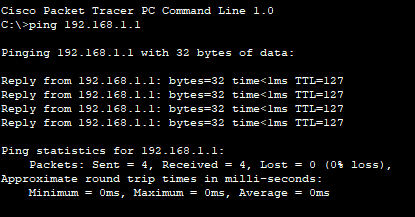 Cisco Packet Tracer PC Command Line 1.0
C:\>ping 192.168.1.1
Pinging 192.168.1.1 with 32 bytes of data:
Reply from 192.168.1.1: bytes=32 time<1ms TTL=127
Reply from 192.168.1.1: bytes=32 time<1ms TTL=127
Reply from 192.168.1.1: bytes=32 time<1ms TTL=127
Reply from 192.168.1.1: bytes=32 time<1ms TTL=127
Ping statistics for 192.168.1.1:
Packets: Sent = 4, Received = 4, Lost = 0 (0% loss),
Approximate round trip times in milli-seconds:
Minimum = 0ms, Maximum = 0ms, Average = 0ms